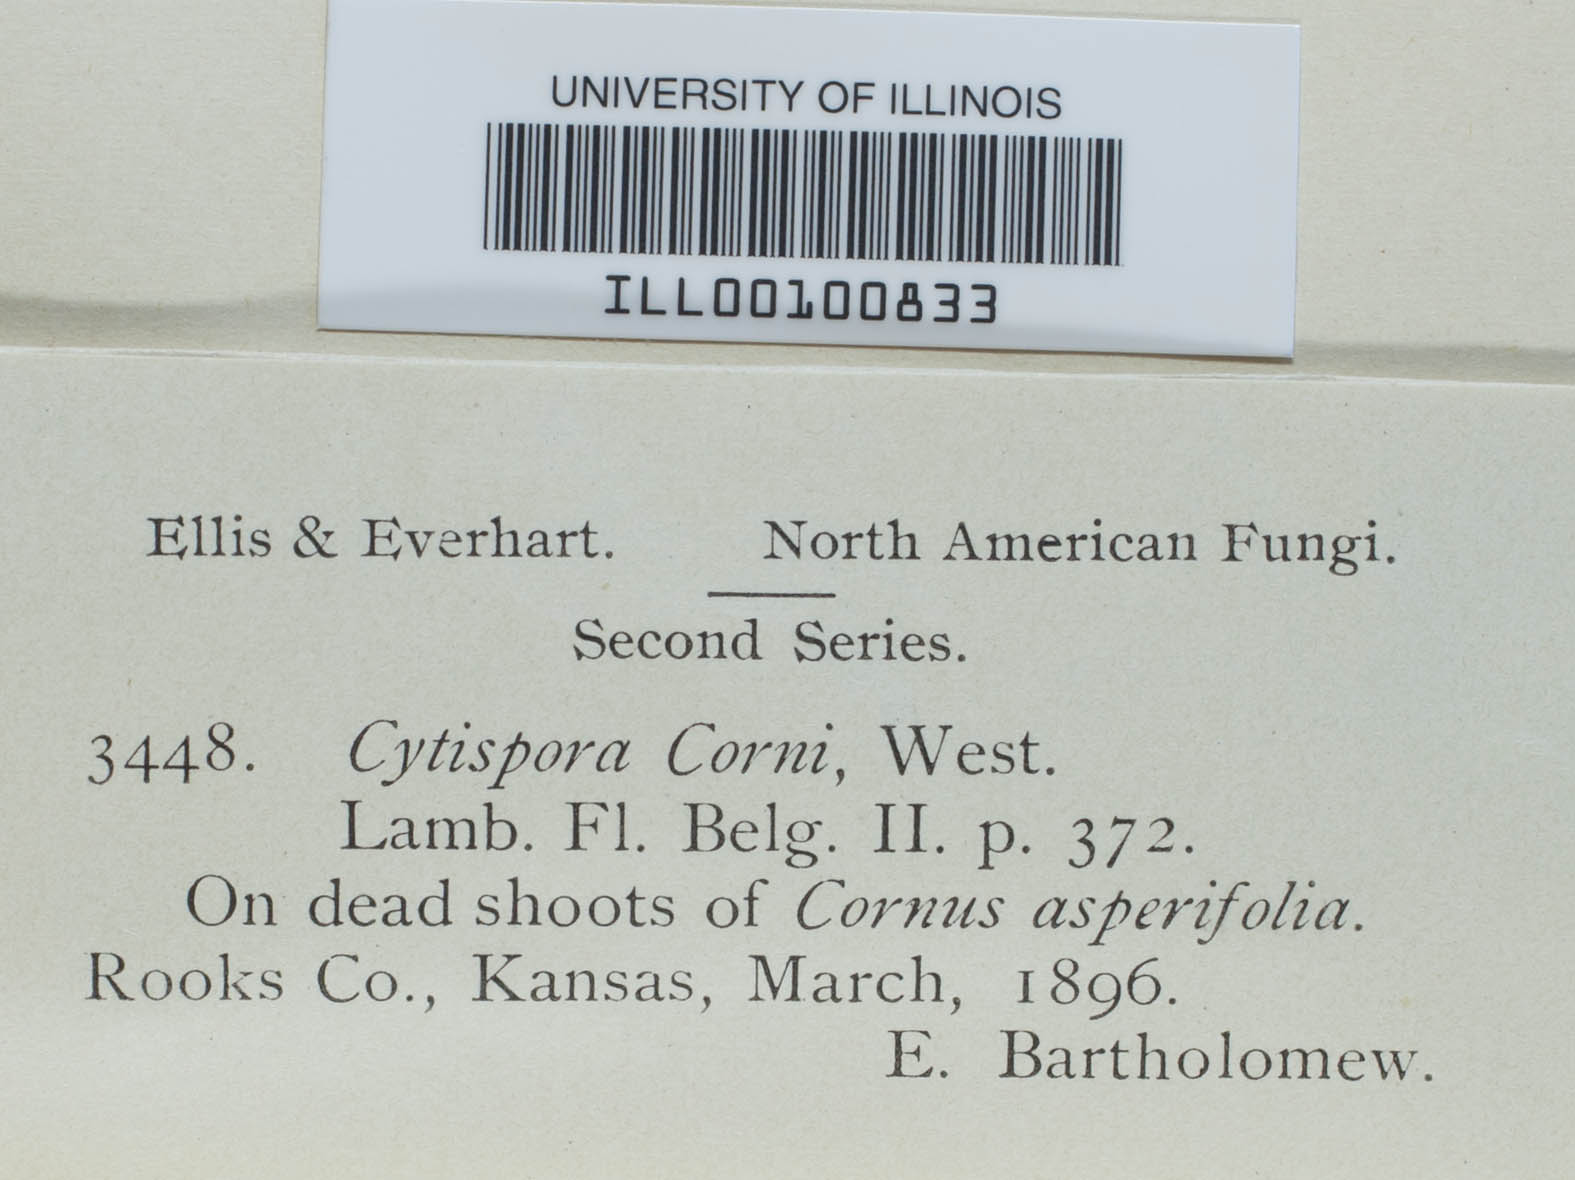 UNIVERSITY OF ILLINOIS
ILL00100833
Ellis & Everhart. North American Fungi.
Second Series.
3448. Cytispora Corni, West.
Lamb. Fl. Belg. II. p. 372.
On dead shoots of Cornus asperifolia.
Rooks Co., Kansas, March, 1896.
E. Bartholomew.